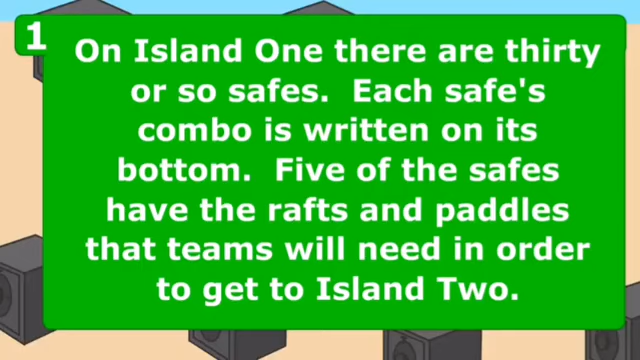 1
On Island One there are thirty
or so safes.  Each safe's
combo is written on its
bottom.  Five of the safes
have the rafts and paddles
that teams will need in order
to get to Island Two.